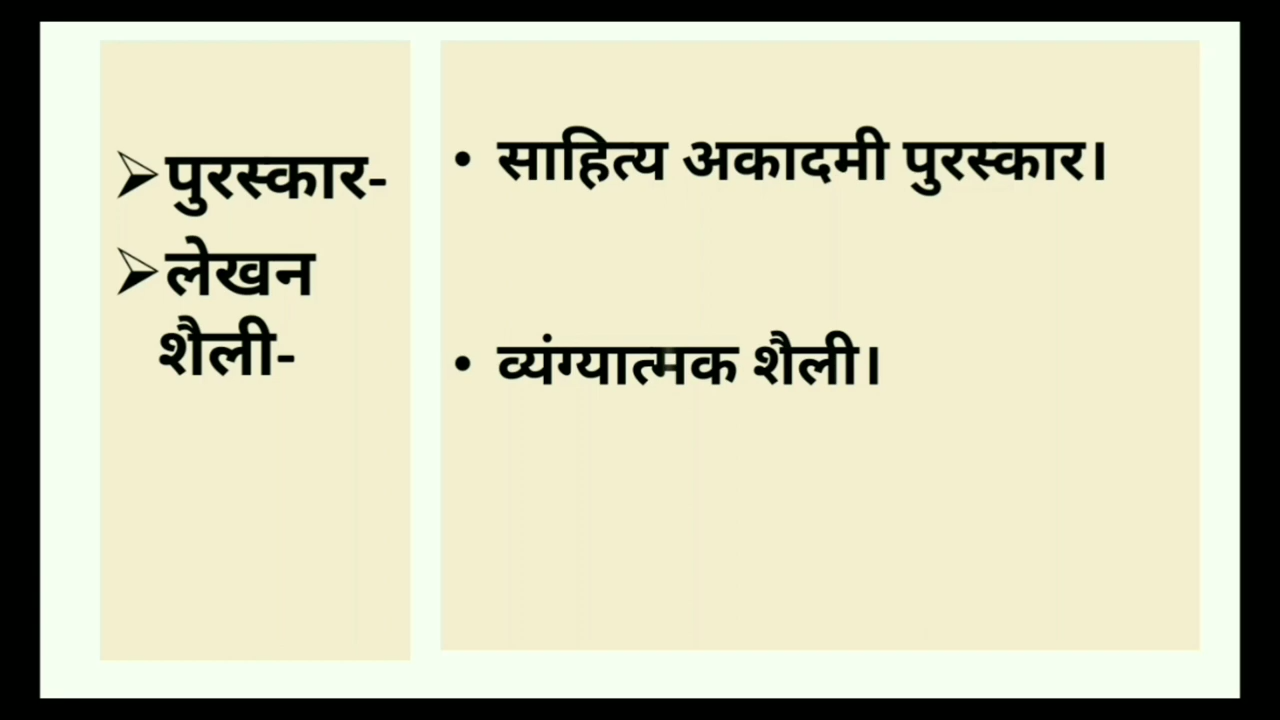 ➢पुरस्कार-
➢लेखन
शैली-
• साहित्य अकादमी पुरस्कार।
• व्यंग्यात्मक शैली।